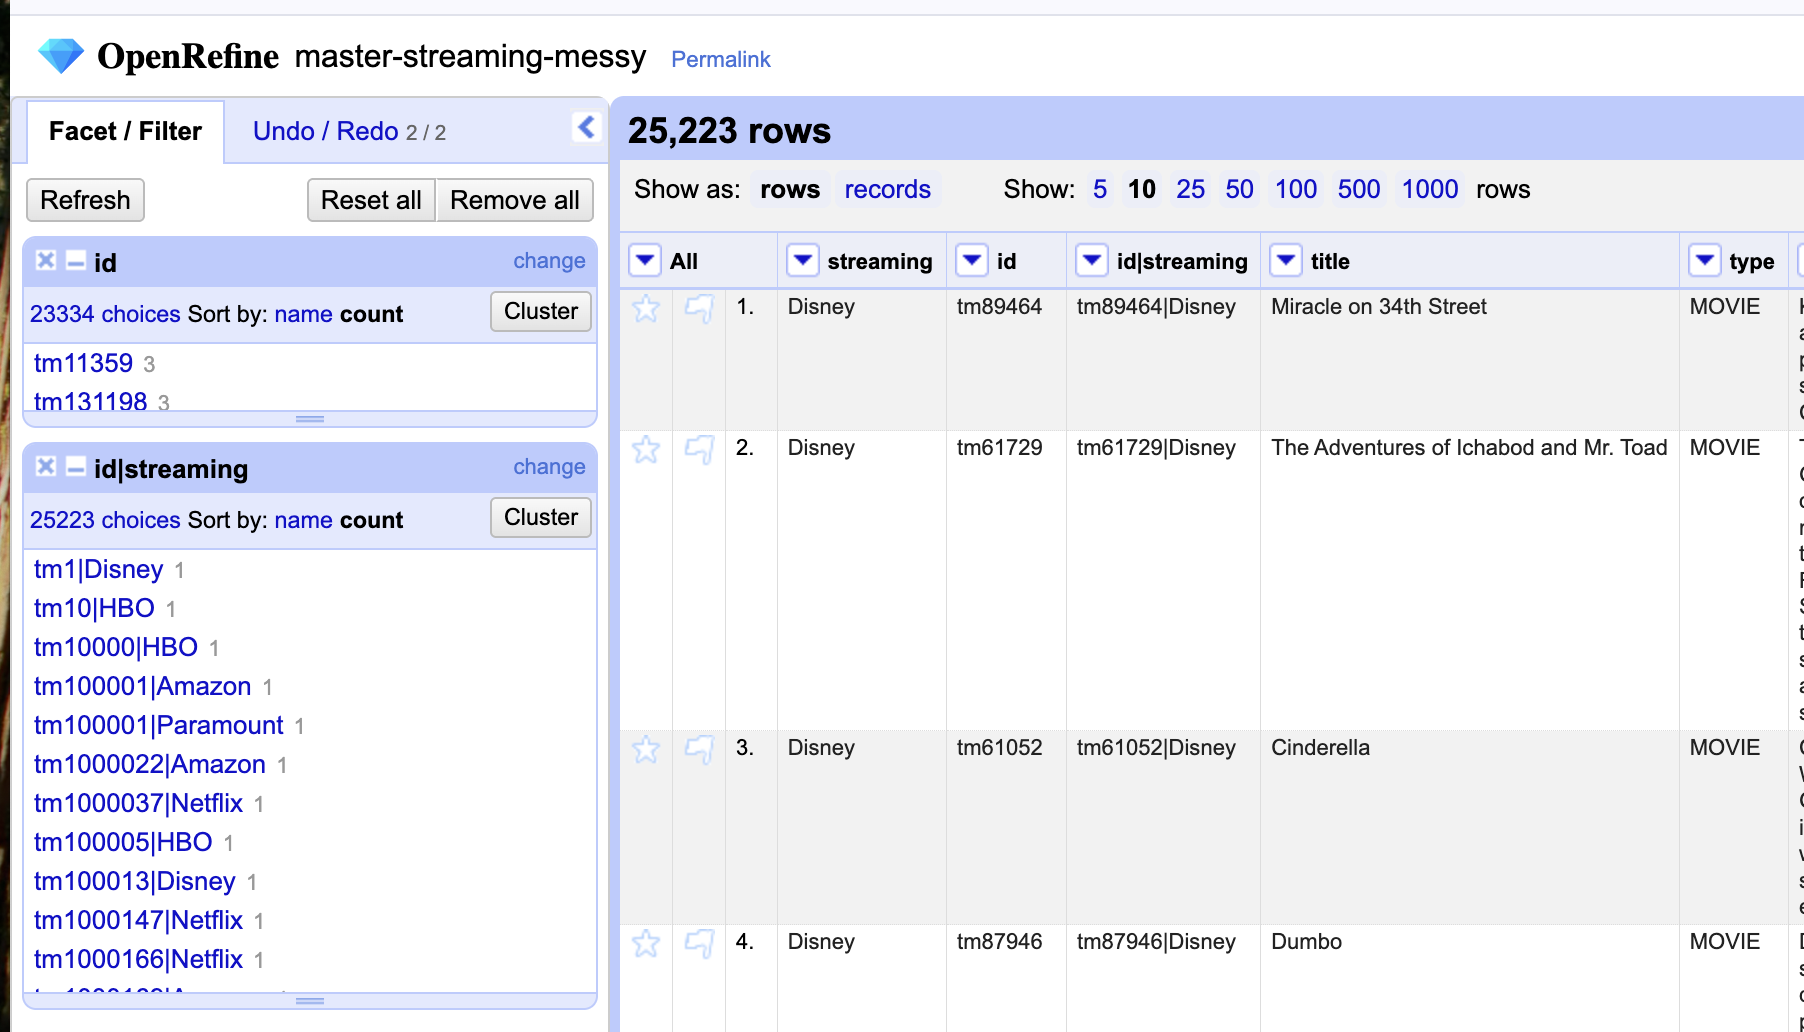 OpenRefine master-streaming-messy Permalink
Facet / Filter Undo / Redo 2 / 2
Refresh Reset all Remove all
id change
23334 choices Sort by: name count Cluster
tm11359 3
tm131198 3
id|streaming change
25223 choices Sort by: name count Cluster
tm1|Disney 1
tm10|HBO 1
tm10000|HBO 1
tm100001|Amazon 1
tm100001|Paramount 1
tm1000022|Amazon 1
tm1000037|Netflix 1
tm100005|HBO 1
tm100013|Disney 1
tm1000147|Netflix 1
tm1000166|Netflix 1
25,223 rows
Show as: rows records Show: 5 10 25 50 100 500 1000 rows
All streaming id id|streaming title type
1. Disney tm89464 tm89464|Disney Miracle on 34th Street MOVIE
2. Disney tm61729 tm61729|Disney The Adventures of Ichabod and Mr. Toad MOVIE
3. Disney tm61052 tm61052|Disney Cinderella MOVIE
4. Disney tm87946 tm87946|Disney Dumbo MOVIE